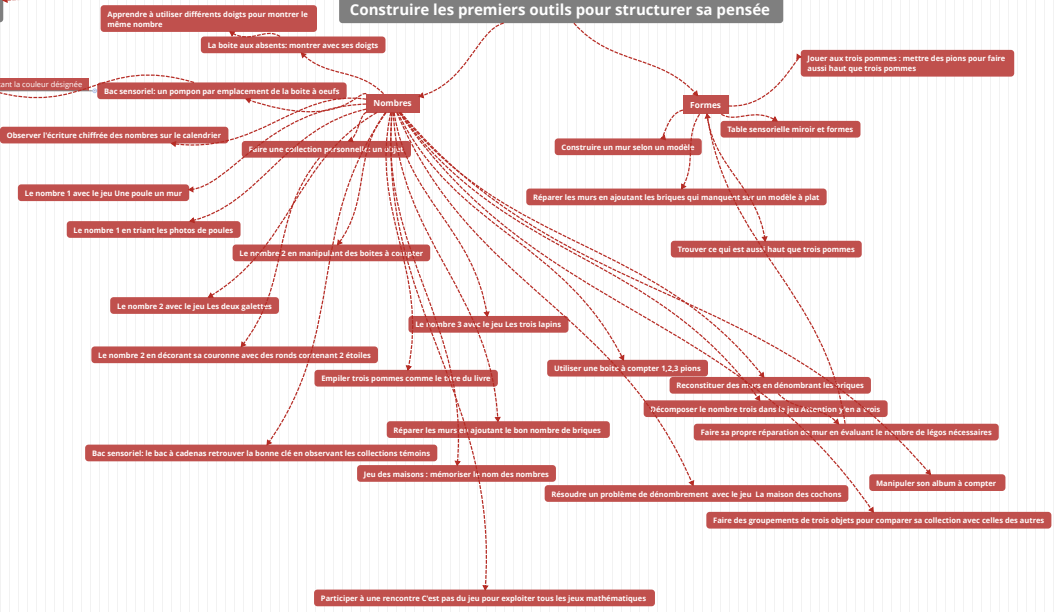 Construire les premiers outils pour structurer sa pensée
Apprendre à utiliser différents doigts pour montrer le
même nombre
La boite aux absents: montrer avec ses doigts
Jouer aux trois pommes : mettre des pions pour faire
aussi haut que trois pommes
ant la couleur désignée
Bac sensoriel: un pompon par emplacement de la boite à oeufs
Nombres
Formes
Table sensorielle miroir et formes
Observer l'écriture chiffrée des nombres sur le calendrier
Faire une collection personnelle: un objet
Construire un mur selon un modèle
Le nombre 1 avec le jeu Une poule un mur
Réparer les murs en ajoutant les briques qui manquent sur un modèle à plat
Le nombre 1 en triant les photos de poules
Le nombre 2 en manipulant des boites à compter
Trouver ce qui est aussi haut que trois pommes
Le nombre 2 avec le jeu Les deux galettes
Le nombre 3 avec le jeu Les trois lapins
Le nombre 2 en décorant sa couronne avec des ronds contenant 2 étoiles
Utiliser une boite à compter 1,2,3 pions
Empiler trois pommes comme le titre du livre
Reconstituer des murs en dénombrant les briques
Décomposer le nombre trois dans le jeu Attention y'en a trois
Réparer les murs en ajoutant le bon nombre de briques
Faire sa propre réparation de mur en évaluant le nombre de légos nécessaires
Bac sensoriel: le bac à cadenas retrouver la bonne clé en observant les collections témoins
Jeu des maisons : mémoriser le nom des nombres
Manipuler son album à compter
Résoudre un problème de dénombrement avec le jeu La maison des cochons
Faire des groupements de trois objets pour comparer sa collection avec celles des autres
Participer à une rencontre C'est pas du jeu pour exploiter tous les jeux mathématiques